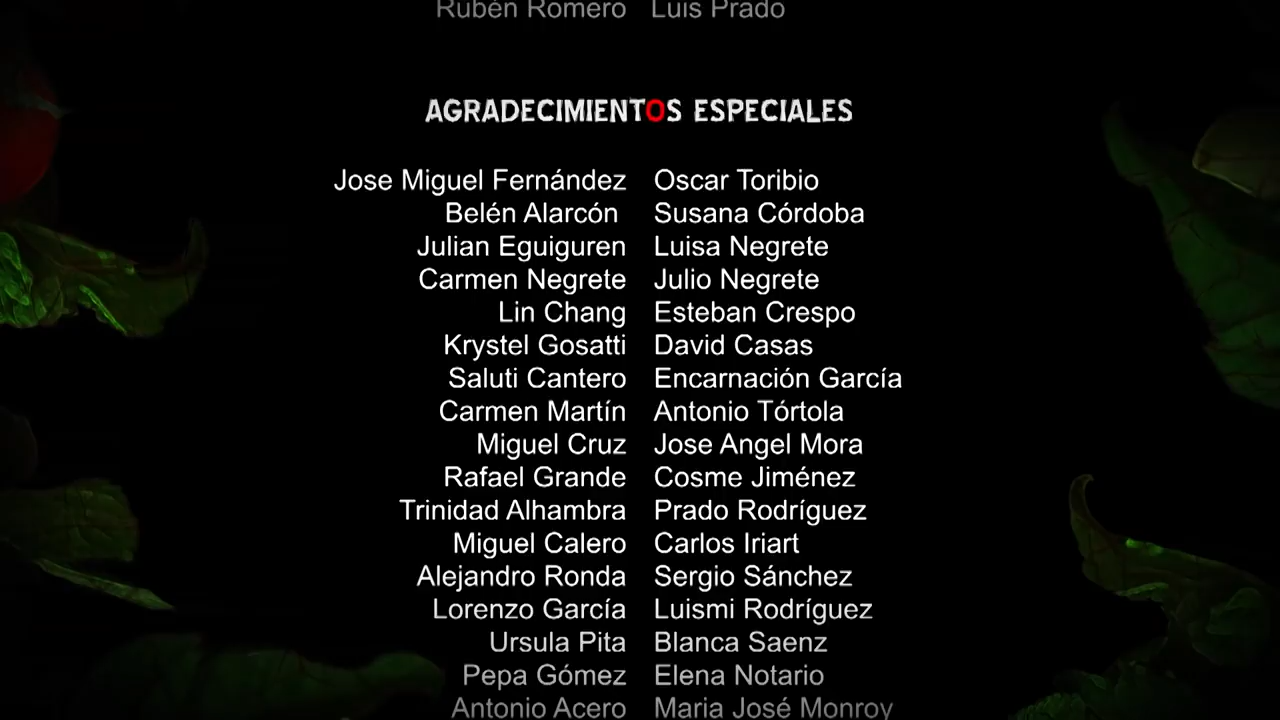 Rubén Romero Luis Prado
AGRADECIMIENTOS ESPECIALES
Jose Miguel Fernández Oscar Toribio
Belén Alarcón Susana Córdoba
Julian Eguiguren Luisa Negrete
Carmen Negrete Julio Negrete
Lin Chang Esteban Crespo
Krystel Gosatti David Casas
Saluti Cantero Encarnación García
Carmen Martín Antonio Tórtola
Miguel Cruz Jose Angel Mora
Rafael Grande Cosme Jiménez
Trinidad Alhambra Prado Rodríguez
Miguel Calero Carlos Iriart
Alejandro Ronda Sergio Sánchez
Lorenzo García Luismi Rodríguez
Ursula Pita Blanca Saenz
Pepa Gómez Elena Notario
Antonio Acero Maria José Monroy